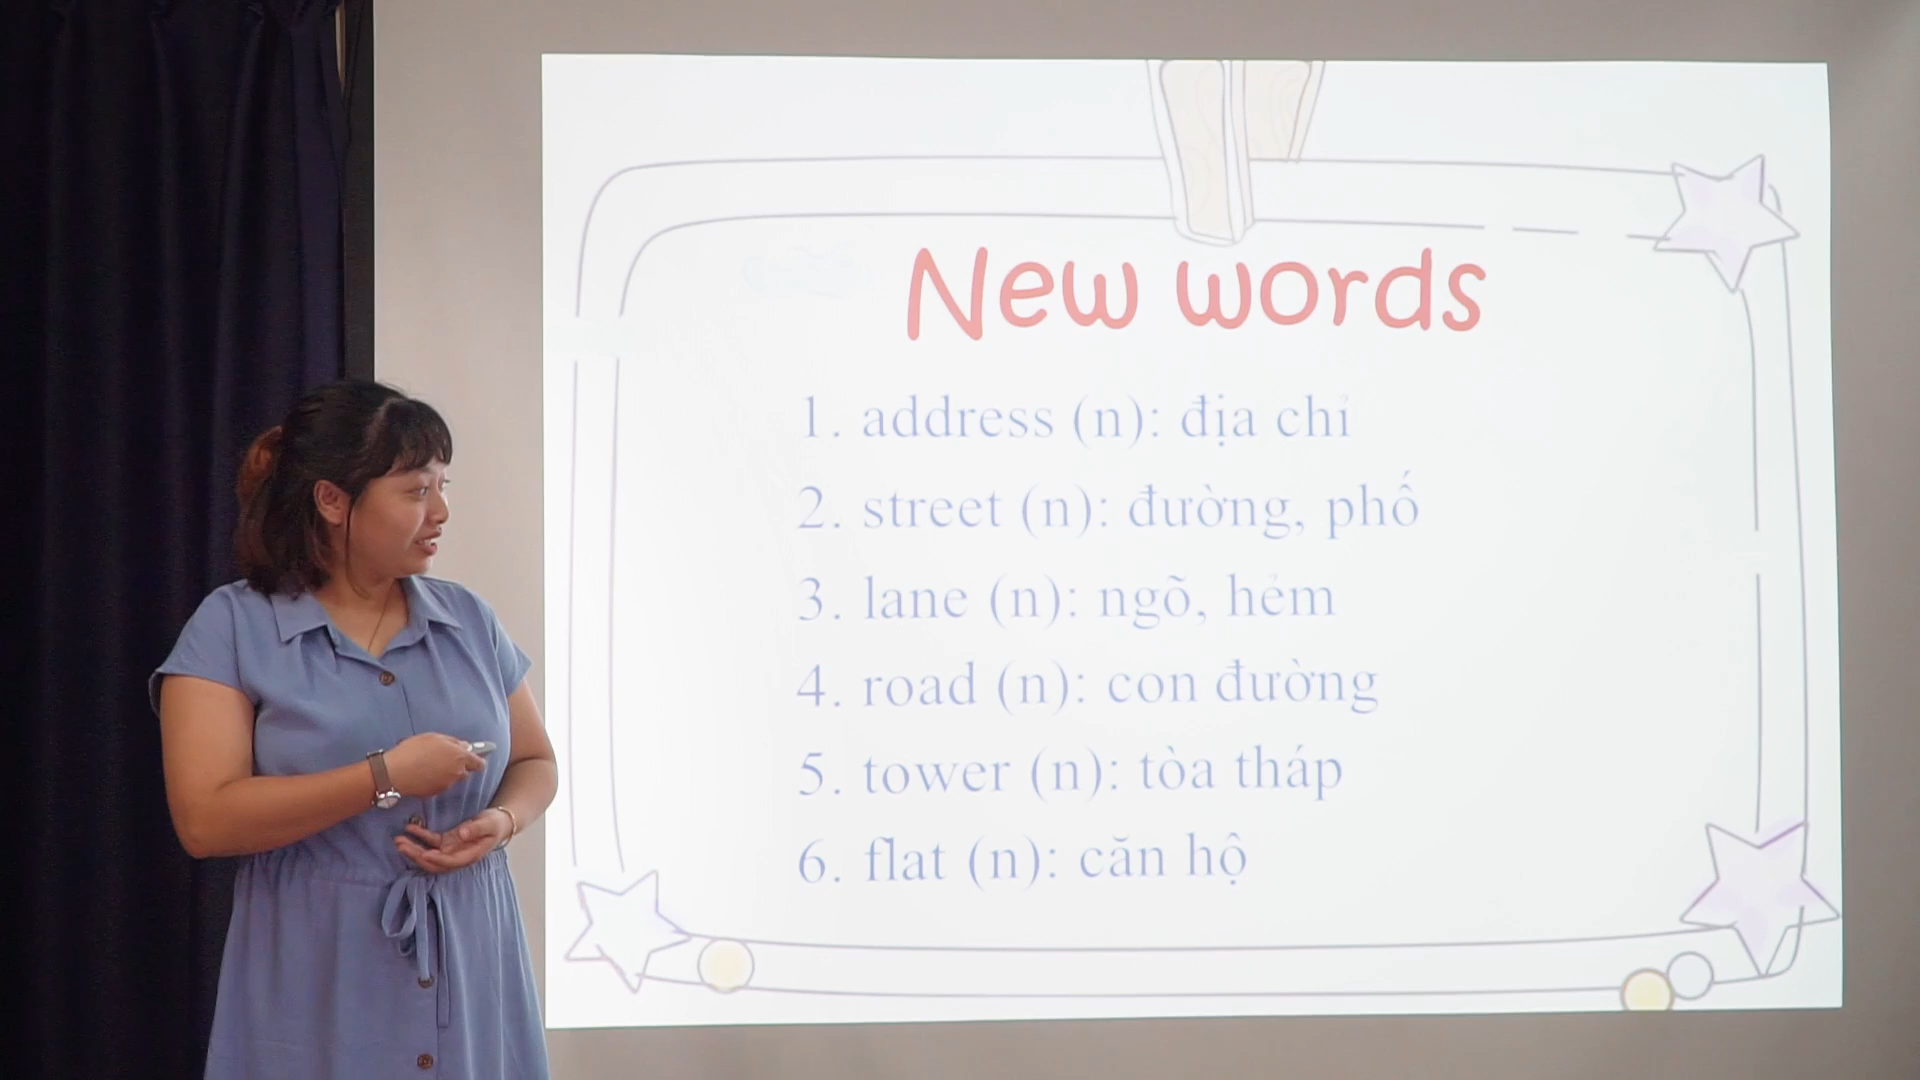 New words
1. address (n): địa chỉ
2. street (n): đường, phố
3. lane (n): ngõ, hẻm
4. road (n): con đường
5. tower (n): tòa tháp
6. flat (n): căn hộ